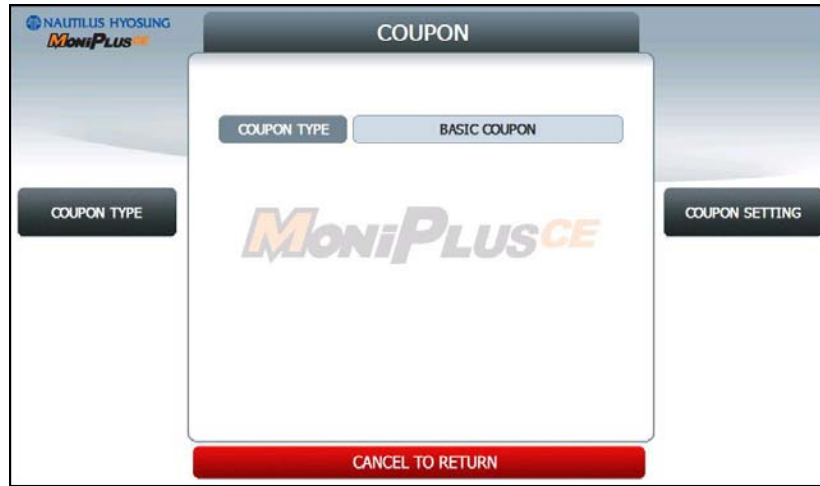 NAUTILUS HYOSUNG
MoniPlusCE
COUPON
COUPON TYPE
BASIC COUPON
COUPON TYPE
MoniPlusCE
COUPON SETTING
CANCEL TO RETURN